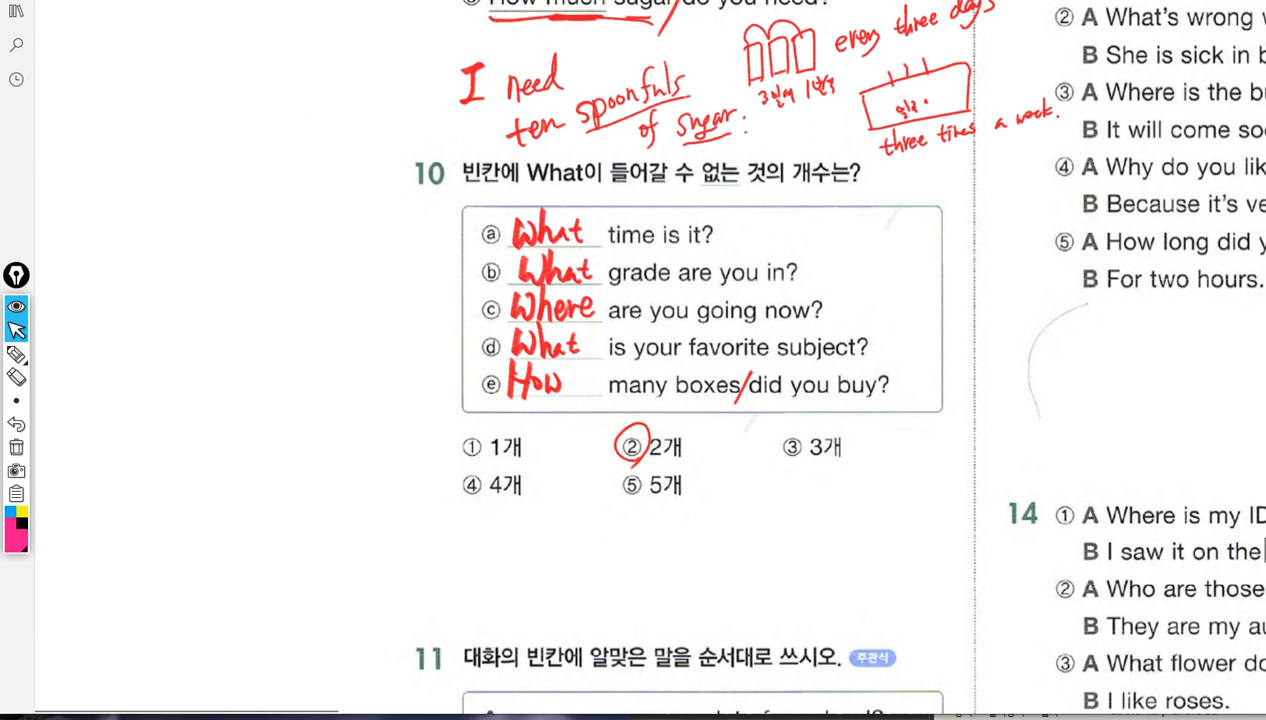 How much sugar/do you need?
I need
ten spoonfuls
of sugar.
every three days
3일에 1번씩
three times a week.
10 빈칸에 What이 들어갈 수 없는 것의 개수는?
ⓐ What time is it?
ⓑ What grade are you in?
ⓒ Where are you going now?
ⓓ What is your favorite subject?
ⓔ How many boxes/did you buy?
① 1개 ② 2개 ③ 3개
④ 4개 ⑤ 5개
11 대화의 빈칸에 알맞은 말을 순서대로 쓰시오. 주관식
② A What's wrong
B She is sick in
③ A Where is the
B It will come
④ A Why do you
B Because it's
⑤ A How long did
B For two hours.
14 ① A Where is my
B I saw it on the
② A Who are those
B They are my
③ A What flower
B I like roses.